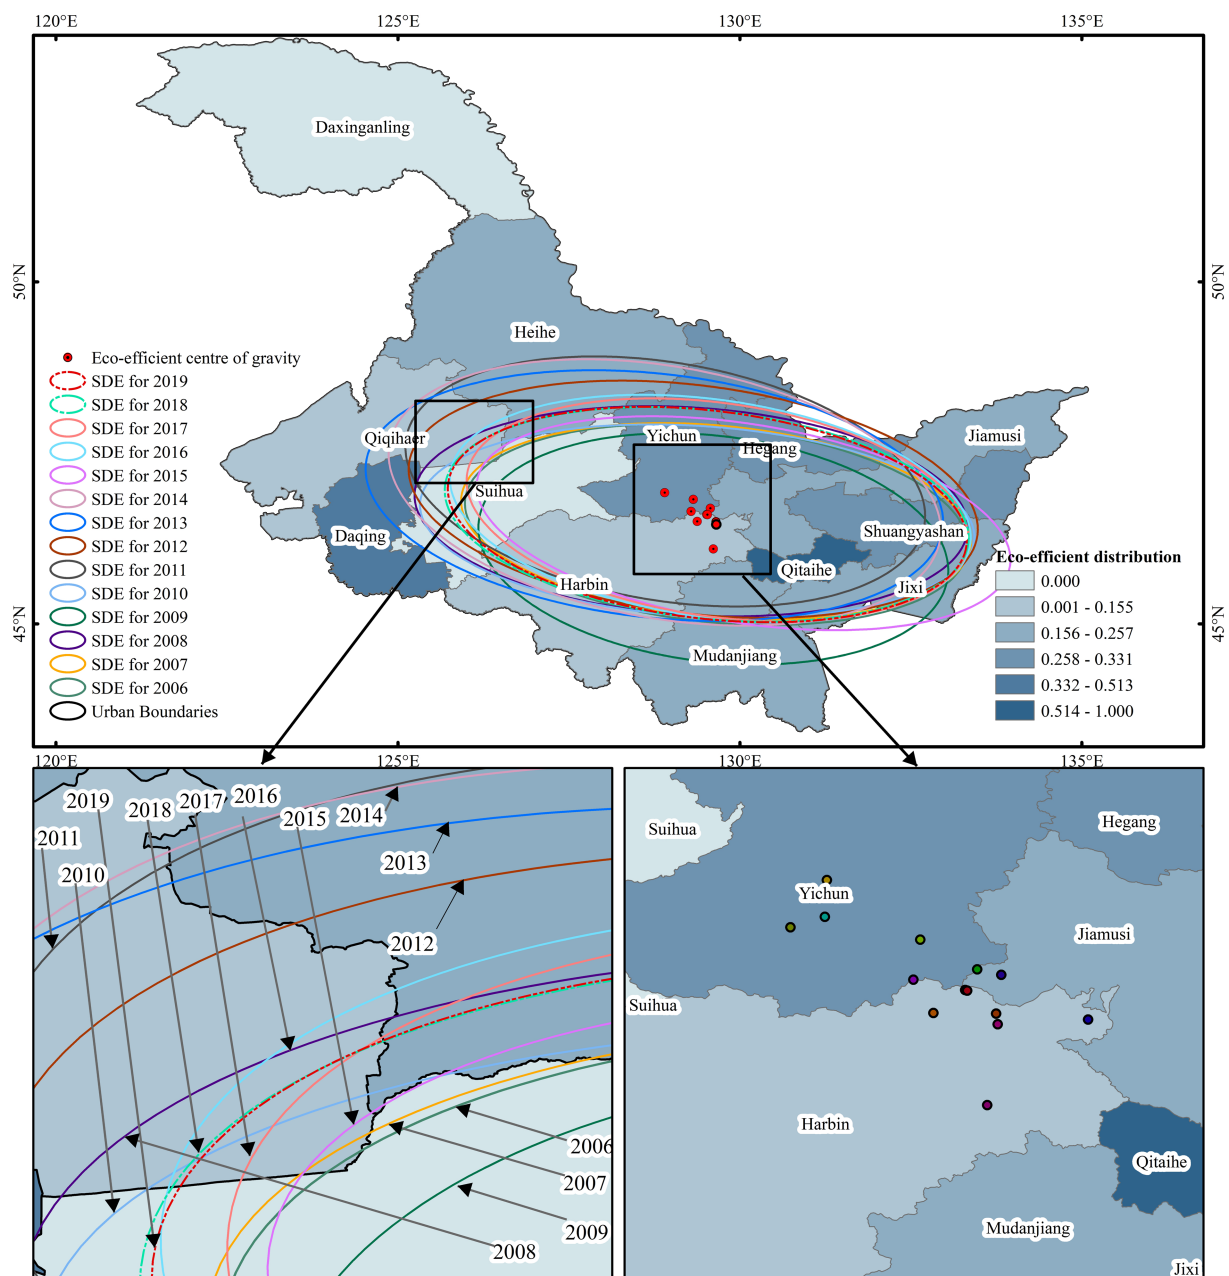 120°E 125°E 130°E 135°E
Daxinganling
50°N 50°N
Heihe
Eco-efficient centre of gravity
SDE for 2019
SDE for 2018
SDE for 2017
SDE for 2016
SDE for 2015
SDE for 2014
SDE for 2013
SDE for 2012
SDE for 2011
SDE for 2010
SDE for 2009
SDE for 2008
SDE for 2007
SDE for 2006
Urban Boundaries
Qiqihaer
Yichun
Hegang
Jiamusi
Suihua
Daqing
Shuangyashan
Harbin
Qitaihe
Jixi
Mudanjiang
Eco-efficient distribution
0.000
0.001 - 0.155
0.156 - 0.257
0.258 - 0.331
0.332 - 0.513
0.514 - 1.000
45°N 45°N
120°E 125°E 130°E 135°E
2019
2018
2017
2016
2015
2014
2011
2010
2013
2012
2006
2007
2009
2008
Suihua
Hegang
Yichun
Jiamusi
Suihua
Harbin
Qitaihe
Mudanjiang
Jixi